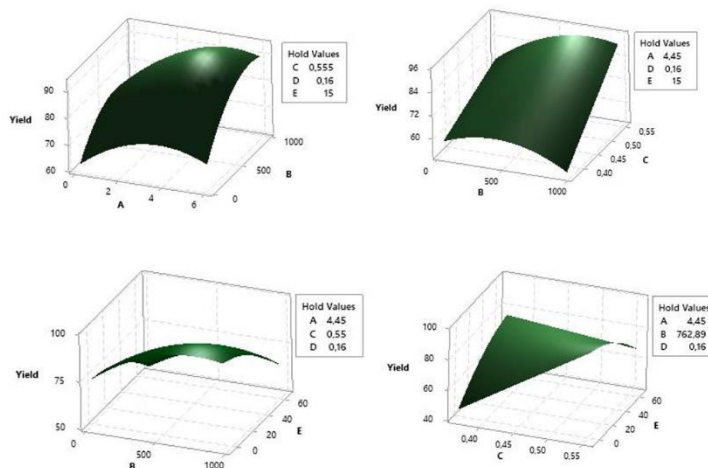 Hold Values
C 0,555
D 0,16
E 15
90
80
70
60
Yield
0
2
4
6
A
0
500
1000
B
Hold Values
A 4,45
D 0,16
E 15
96
84
72
60
Yield
0
500
1000
B
0,40
0,45
0,50
0,55
C
Hold Values
A 4,45
C 0,55
D 0,16
100
75
50
Yield
0
500
1000
B
0
20
40
60
E
Hold Values
A 4,45
B 762,89
D 0,16
100
80
60
40
Yield
0,40
0,45
0,50
0,55
C
0
20
40
60
E